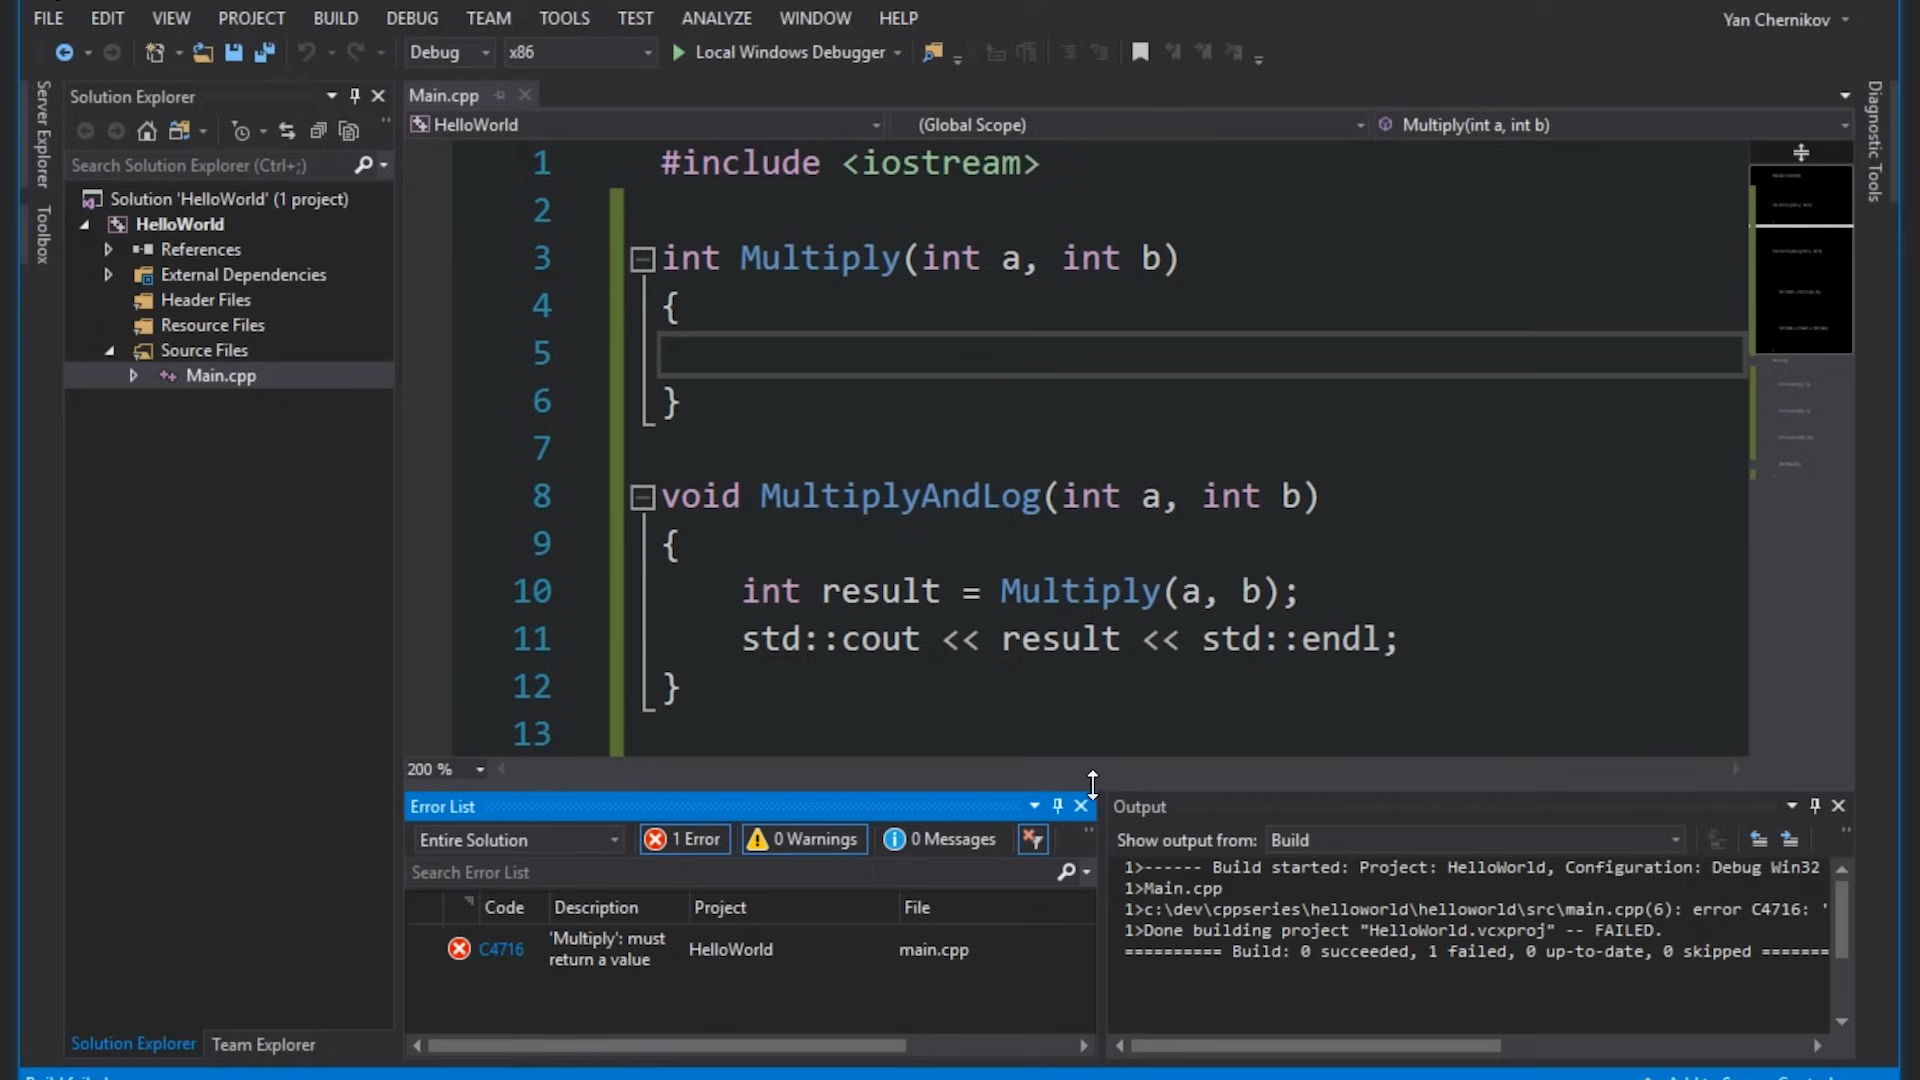 FILE EDIT VIEW PROJECT BUILD DEBUG TEAM TOOLS TEST ANALYZE WINDOW HELP
Yan Chernikov
Debug x86 Local Windows Debugger
Server Explorer
Toolbox
Solution Explorer
Search Solution Explorer (Ctrl+;)
Solution 'HelloWorld' (1 project)
HelloWorld
References
External Dependencies
Header Files
Resource Files
Source Files
Main.cpp
Solution Explorer Team Explorer
Main.cpp
HelloWorld (Global Scope) Multiply(int a, int b)
1 #include <iostream>
2
3 int Multiply(int a, int b)
4 {
5
6 }
7
8 void MultiplyAndLog(int a, int b)
9 {
10 int result = Multiply(a, b);
11 std::cout << result << std::endl;
12 }
13
200 %
Diagnostic Tools
Error List
Entire Solution 1 Error 0 Warnings 0 Messages
Search Error List
Code Description Project File
C4716 'Multiply': must return a value HelloWorld main.cpp
Output
Show output from: Build
1>------ Build started: Project: HelloWorld, Configuration: Debug Win32
1>Main.cpp
1>c:\dev\cppseries\helloworld\helloworld\src\main.cpp(6): error C4716: '
1>Done building project "HelloWorld.vcxproj" -- FAILED.
========== Build: 0 succeeded, 1 failed, 0 up-to-date, 0 skipped =======